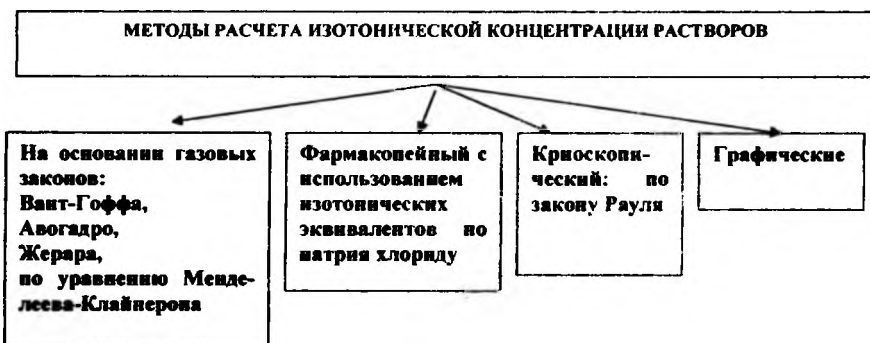 МЕТОДЫ РАСЧЕТА ИЗОТОНИЧЕСКОЙ КОНЦЕНТРАЦИИ РАСТВОРОВ
На основании газовых
законов:
Вант-Гоффа,
Авогадро,
Жерара,
по уравнению Менде-
леева-Клайперона
Фармакопейный с
использованием
изотонических
эквивалентов по
натрия хлориду
Криоскопи-
ческий: по
закону Рауля
Графические